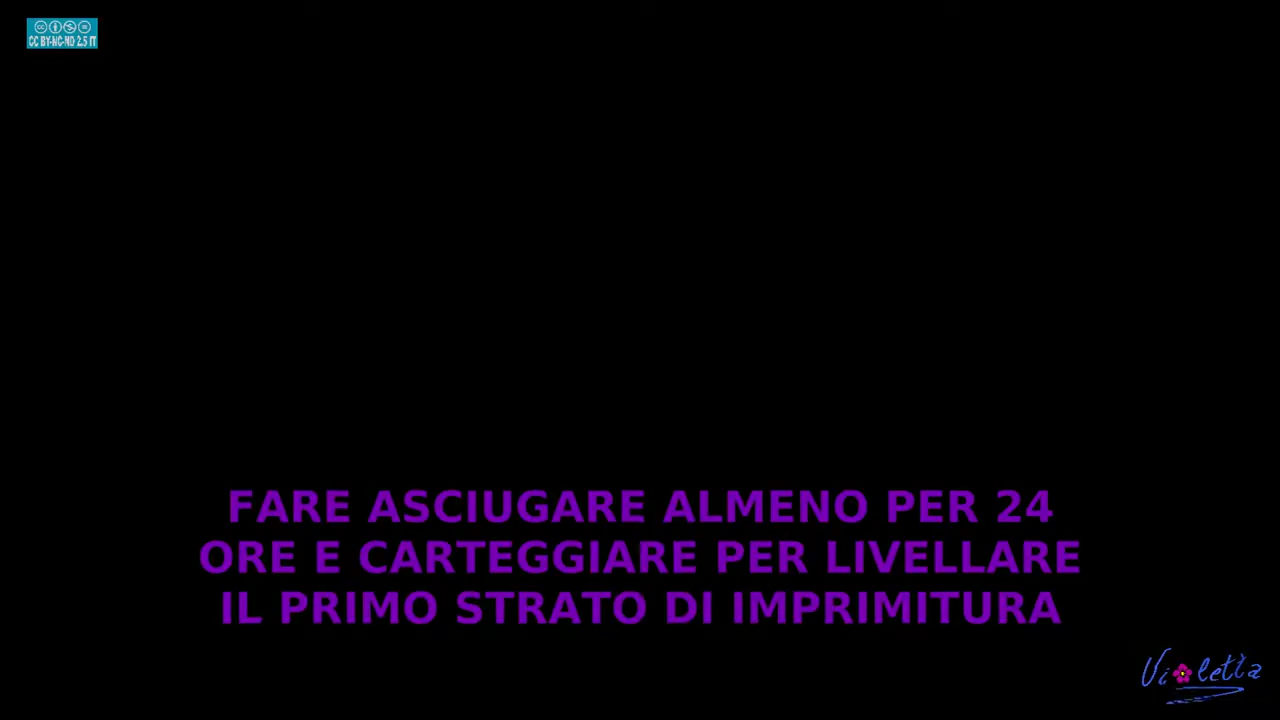 CC BY-NC-ND 2.5 IT
FARE ASCIUGARE ALMENO PER 24
ORE E CARTEGGIARE PER LIVELLARE
IL PRIMO STRATO DI IMPRIMITURA
Violetta